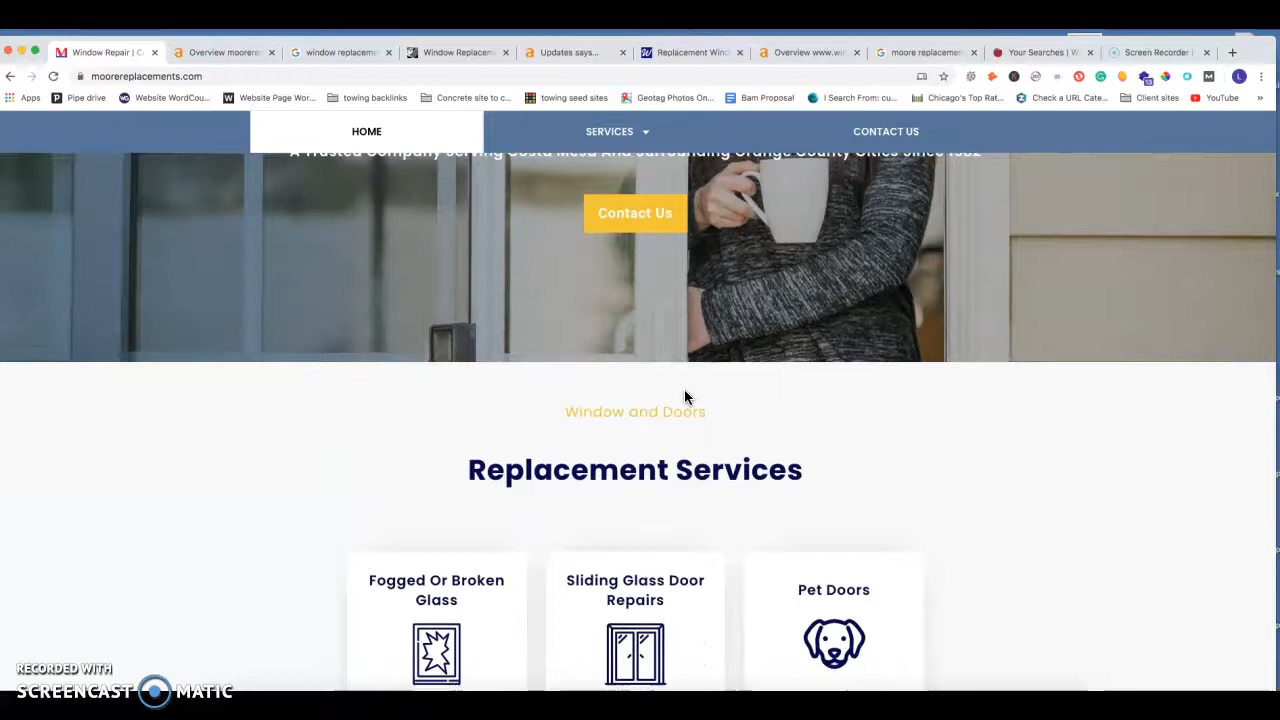 Window Repair | C
Overview moorere
window replaceme
Window Replacem
Updates says...
Replacement Wind
Overview www.win
moore replacemen
Your Searches | W
Screen Recorder |
moorereplacements.com
Apps
Pipe drive
Website WordCou...
Website Page Wor...
towing backlinks
Concrete site to c...
towing seed sites
Geotag Photos On...
Bam Proposal
I Search From: cu...
Chicago's Top Rat...
Check a URL Cate...
Client sites
YouTube
»
HOME
SERVICES
CONTACT US
A Trusted Company Serving Costa Mesa And Surrounding Orange County Cities Since 1982
Contact Us
Window and Doors
Replacement Services
Fogged Or Broken
Glass
Sliding Glass Door
Repairs
Pet Doors
RECORDED WITH
SCREENCAST MATIC